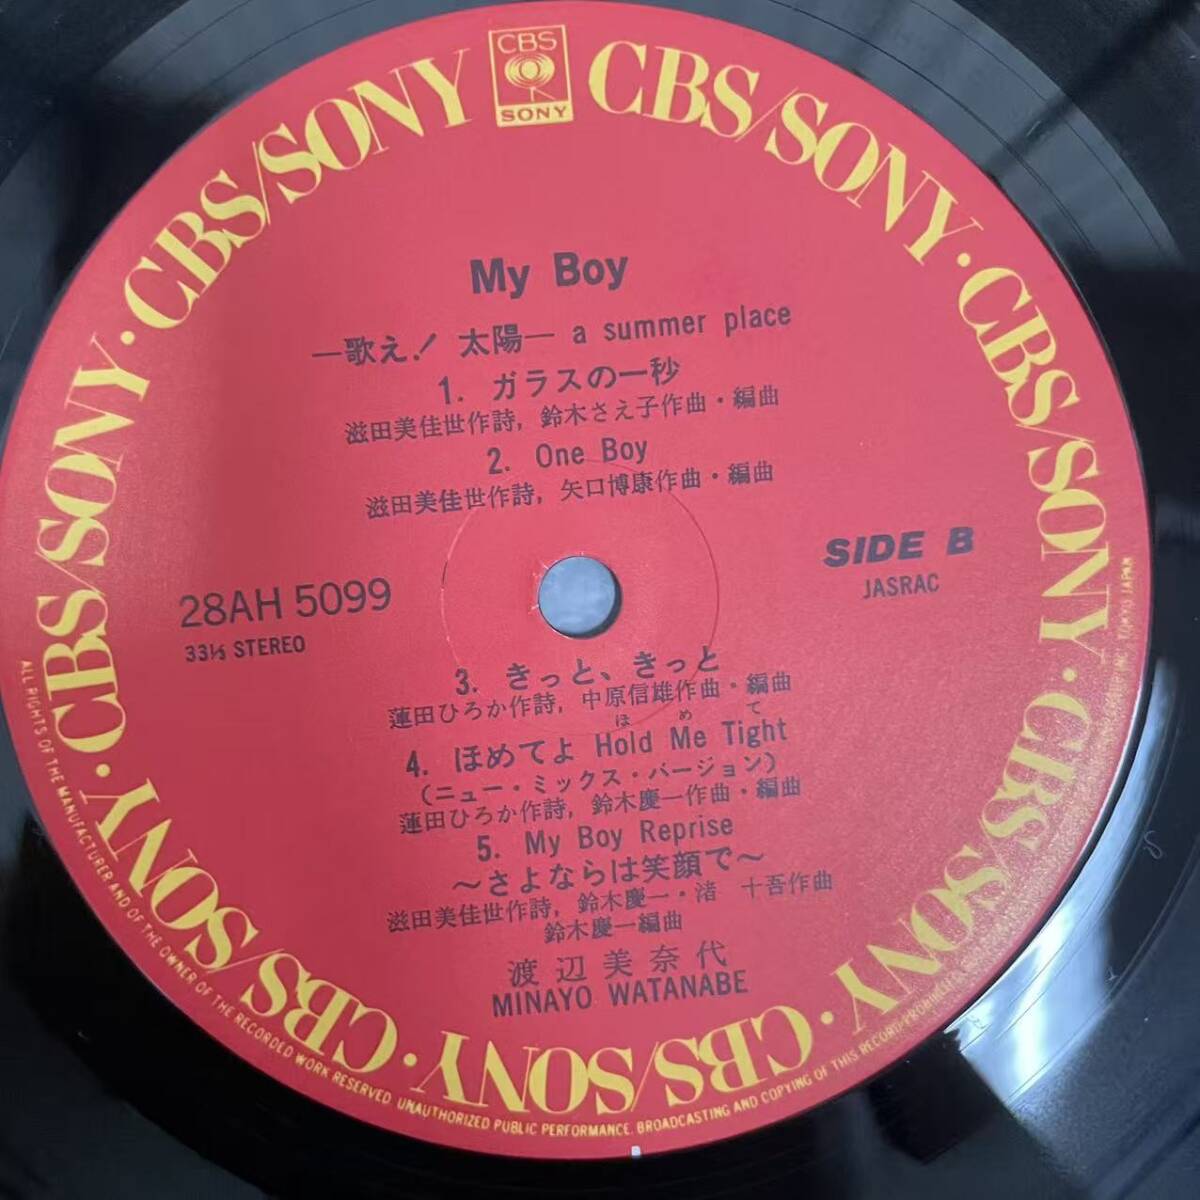 CBS
SONY
CBS/SONY · CBS/SONY · CBS/SONY · CBS/SONY · CBS/SONY · CBS/SONY · CBS/SONY · CBS/SONY
My Boy
—歌え! 太陽— a summer place
1. ガラスの一秒
滋田美佳世作詩, 鈴木さえ子作曲・編曲
2. One Boy
滋田美佳世作詩, 矢口博康作曲・編曲
28AH 5099
33⅓ STEREO
SIDE B
JASRAC
3. きっと、きっと
蓮田ひろか作詩, 中原信雄作曲・編曲
ほ め て
4. ほめてよ Hold Me Tight
(ニュー・ミックス・バージョン)
蓮田ひろか作詩, 鈴木慶一作曲・編曲
5. My Boy Reprise
〜さよならは笑顔で〜
滋田美佳世作詩, 鈴木慶一・渚 十吾作曲
鈴木慶一編曲
渡辺美奈代
MINAYO WATANABE
ALL RIGHTS OF THE MANUFACTURER AND OF THE OWNER OF THE RECORDED WORK RESERVED UNAUTHORIZED PUBLIC PERFORMANCE. BROADCASTING AND COPYING OF THIS RECORD PROHIBITED TOKYO JAPAN